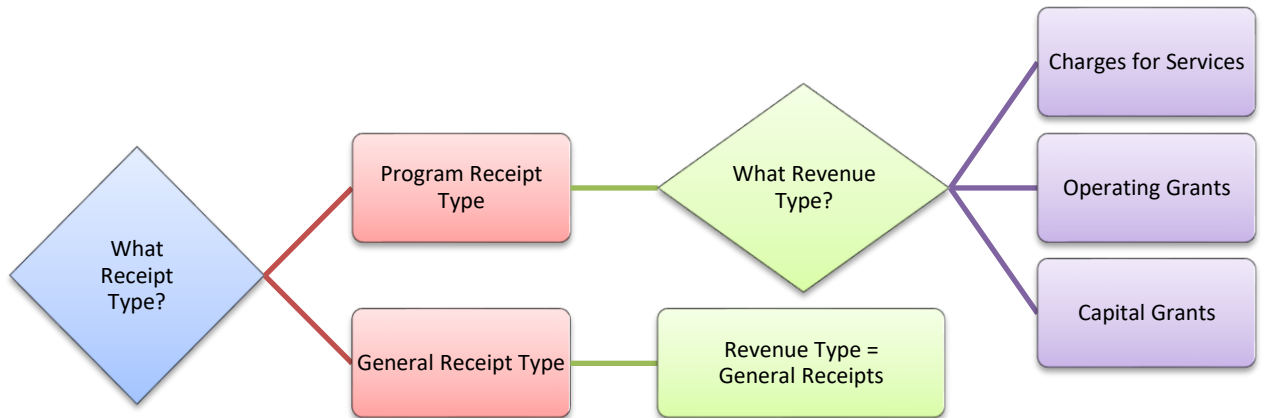 What
Receipt
Type?
Program Receipt
Type
General Receipt Type
What Revenue
Type?
Revenue Type =
General Receipts
Charges for Services
Operating Grants
Capital Grants